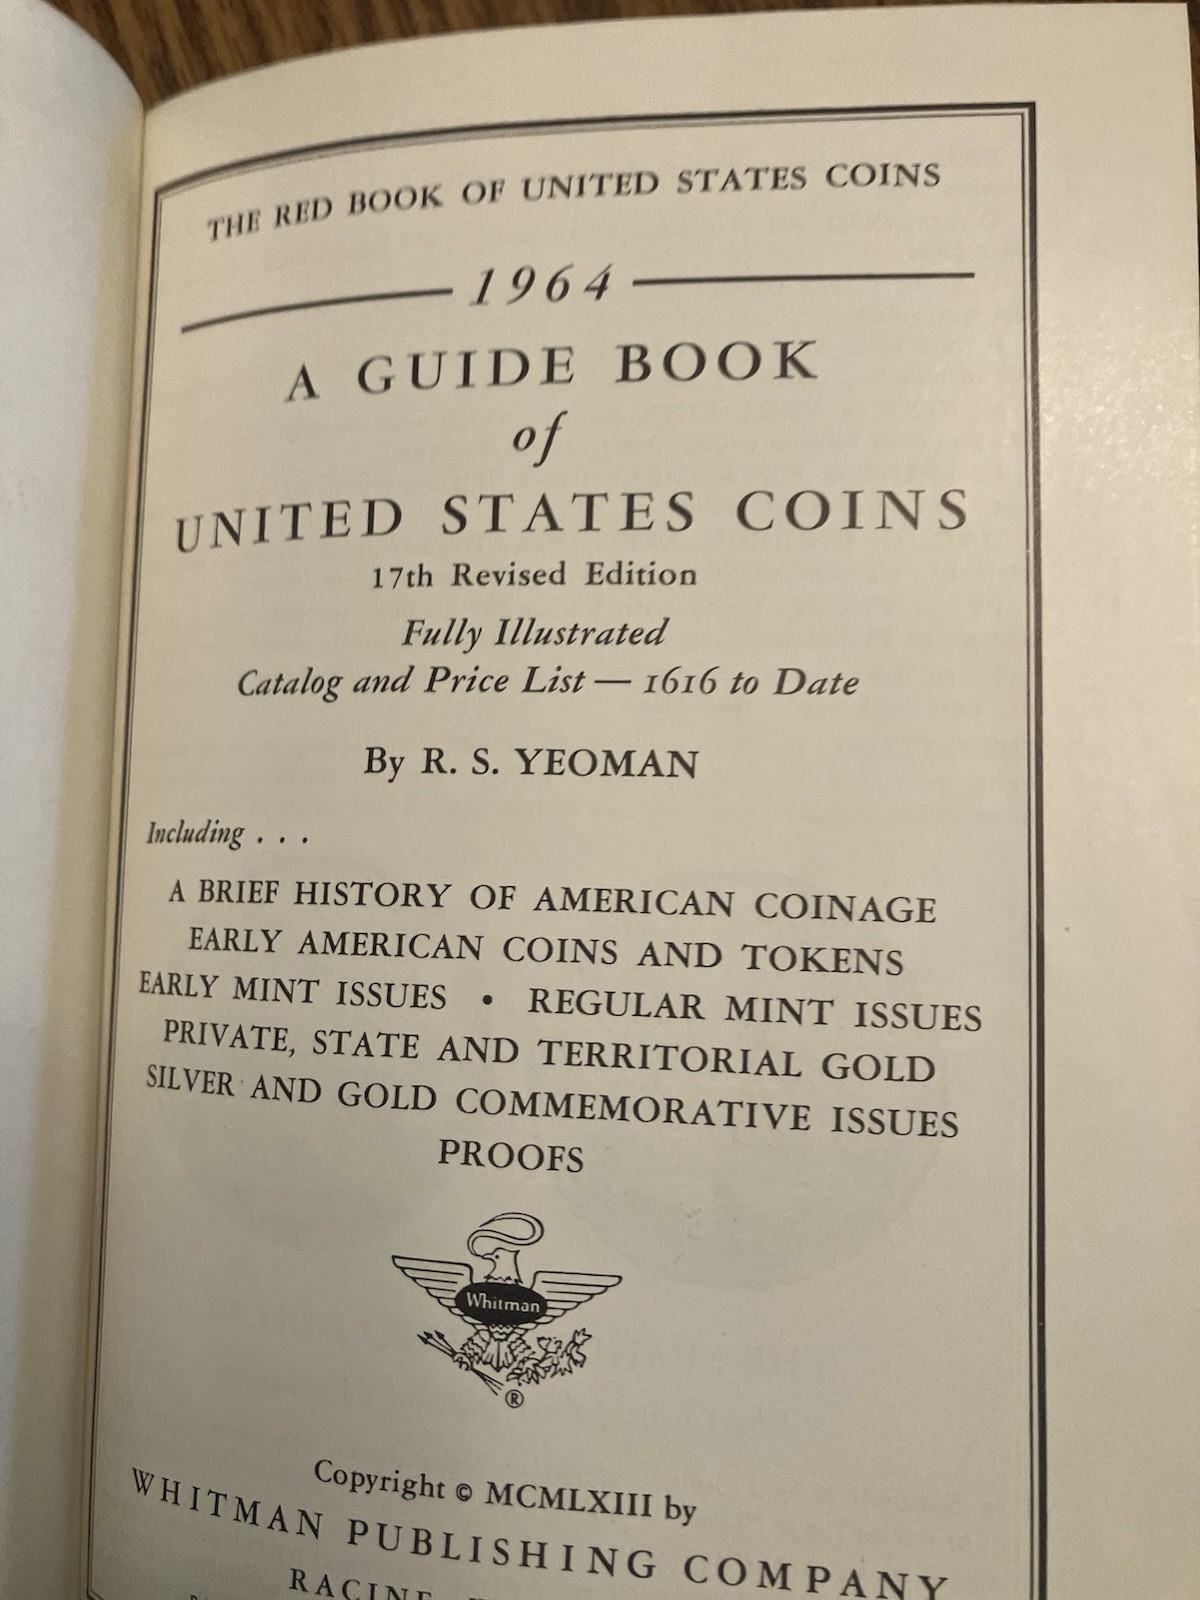 THE RED BOOK OF UNITED STATES COINS
1964
A GUIDE BOOK
of
UNITED STATES COINS
17th Revised Edition
Fully Illustrated
Catalog and Price List — 1616 to Date
By R. S. YEOMAN
Including . . .
A BRIEF HISTORY OF AMERICAN COINAGE
EARLY AMERICAN COINS AND TOKENS
EARLY MINT ISSUES • REGULAR MINT ISSUES
PRIVATE, STATE AND TERRITORIAL GOLD
SILVER AND GOLD COMMEMORATIVE ISSUES
PROOFS
Whitman
®
Copyright © MCMLXIII by
WHITMAN PUBLISHING COMPANY
RACINE,